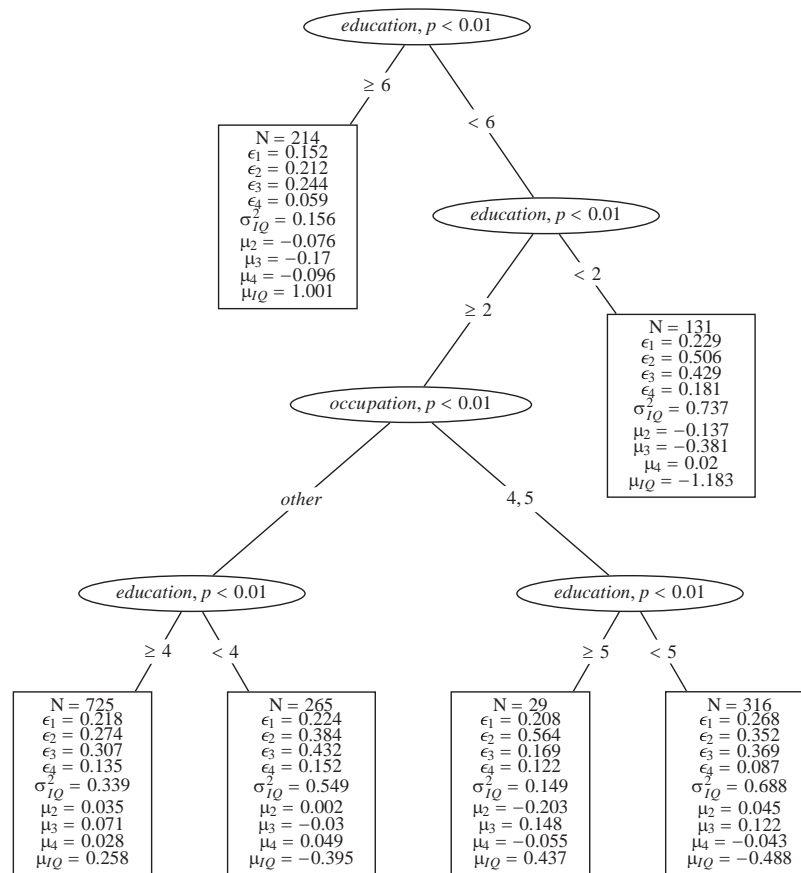 education, p < 0.01
≥ 6
< 6
N = 214
ϵ1 = 0.152
ϵ2 = 0.212
ϵ3 = 0.244
ϵ4 = 0.059
σ²IQ = 0.156
μ2 = −0.076
μ3 = −0.17
μ4 = −0.096
μIQ = 1.001
education, p < 0.01
≥ 2
< 2
N = 131
ϵ1 = 0.229
ϵ2 = 0.506
ϵ3 = 0.429
ϵ4 = 0.181
σ²IQ = 0.737
μ2 = −0.137
μ3 = −0.381
μ4 = 0.02
μIQ = −1.183
occupation, p < 0.01
other
4, 5
education, p < 0.01
≥ 4
< 4
education, p < 0.01
≥ 5
< 5
N = 725
ϵ1 = 0.218
ϵ2 = 0.274
ϵ3 = 0.307
ϵ4 = 0.135
σ²IQ = 0.339
μ2 = 0.035
μ3 = 0.071
μ4 = 0.028
μIQ = 0.258
N = 265
ϵ1 = 0.224
ϵ2 = 0.384
ϵ3 = 0.432
ϵ4 = 0.152
σ²IQ = 0.549
μ2 = 0.002
μ3 = −0.03
μ4 = 0.049
μIQ = −0.395
N = 29
ϵ1 = 0.208
ϵ2 = 0.564
ϵ3 = 0.169
ϵ4 = 0.122
σ²IQ = 0.149
μ2 = −0.203
μ3 = 0.148
μ4 = −0.055
μIQ = 0.437
N = 316
ϵ1 = 0.268
ϵ2 = 0.352
ϵ3 = 0.369
ϵ4 = 0.087
σ²IQ = 0.688
μ2 = 0.045
μ3 = 0.122
μ4 = −0.043
μIQ = −0.488